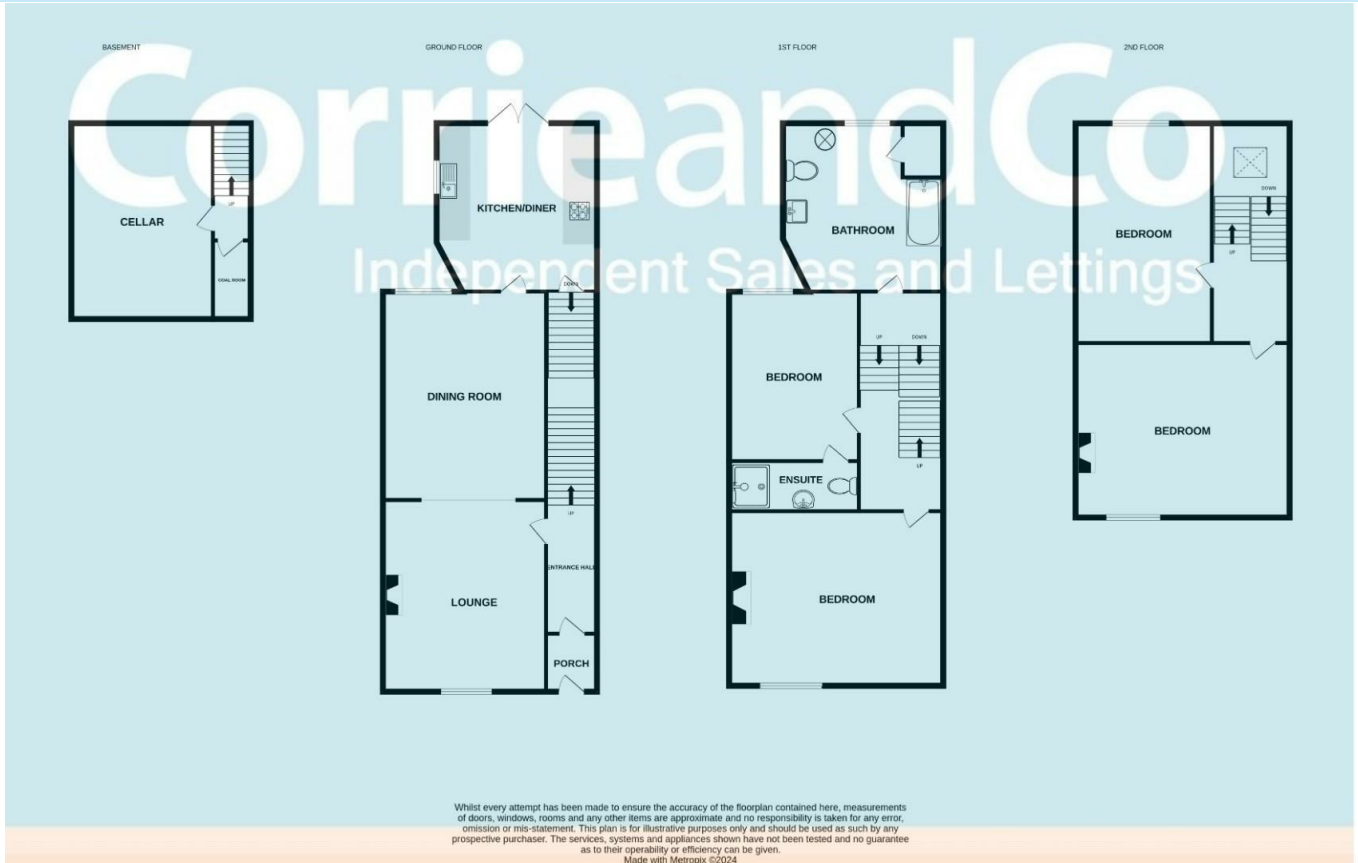 BASEMENT
GROUND FLOOR
1ST FLOOR
2ND FLOOR
CorrieandCo
Independent Sales and Lettings
CELLAR
UP
COAL ROOM
KITCHEN/DINER
DOWN
DINING ROOM
UP
ENTRANCE HALL
LOUNGE
PORCH
BATHROOM
UP
DOWN
BEDROOM
UP
ENSUITE
BEDROOM
DOWN
BEDROOM
UP
BEDROOM
Whilst every attempt has been made to ensure the accuracy of the floorplan contained here, measurements
of doors, windows, rooms and any other items are approximate and no responsibility is taken for any error,
omission or mis-statement. This plan is for illustrative purposes only and should be used as such by any
prospective purchaser. The services, systems and appliances shown have not been tested and no guarantee
as to their operability or efficiency can be given.
Made with Metropix ©2024